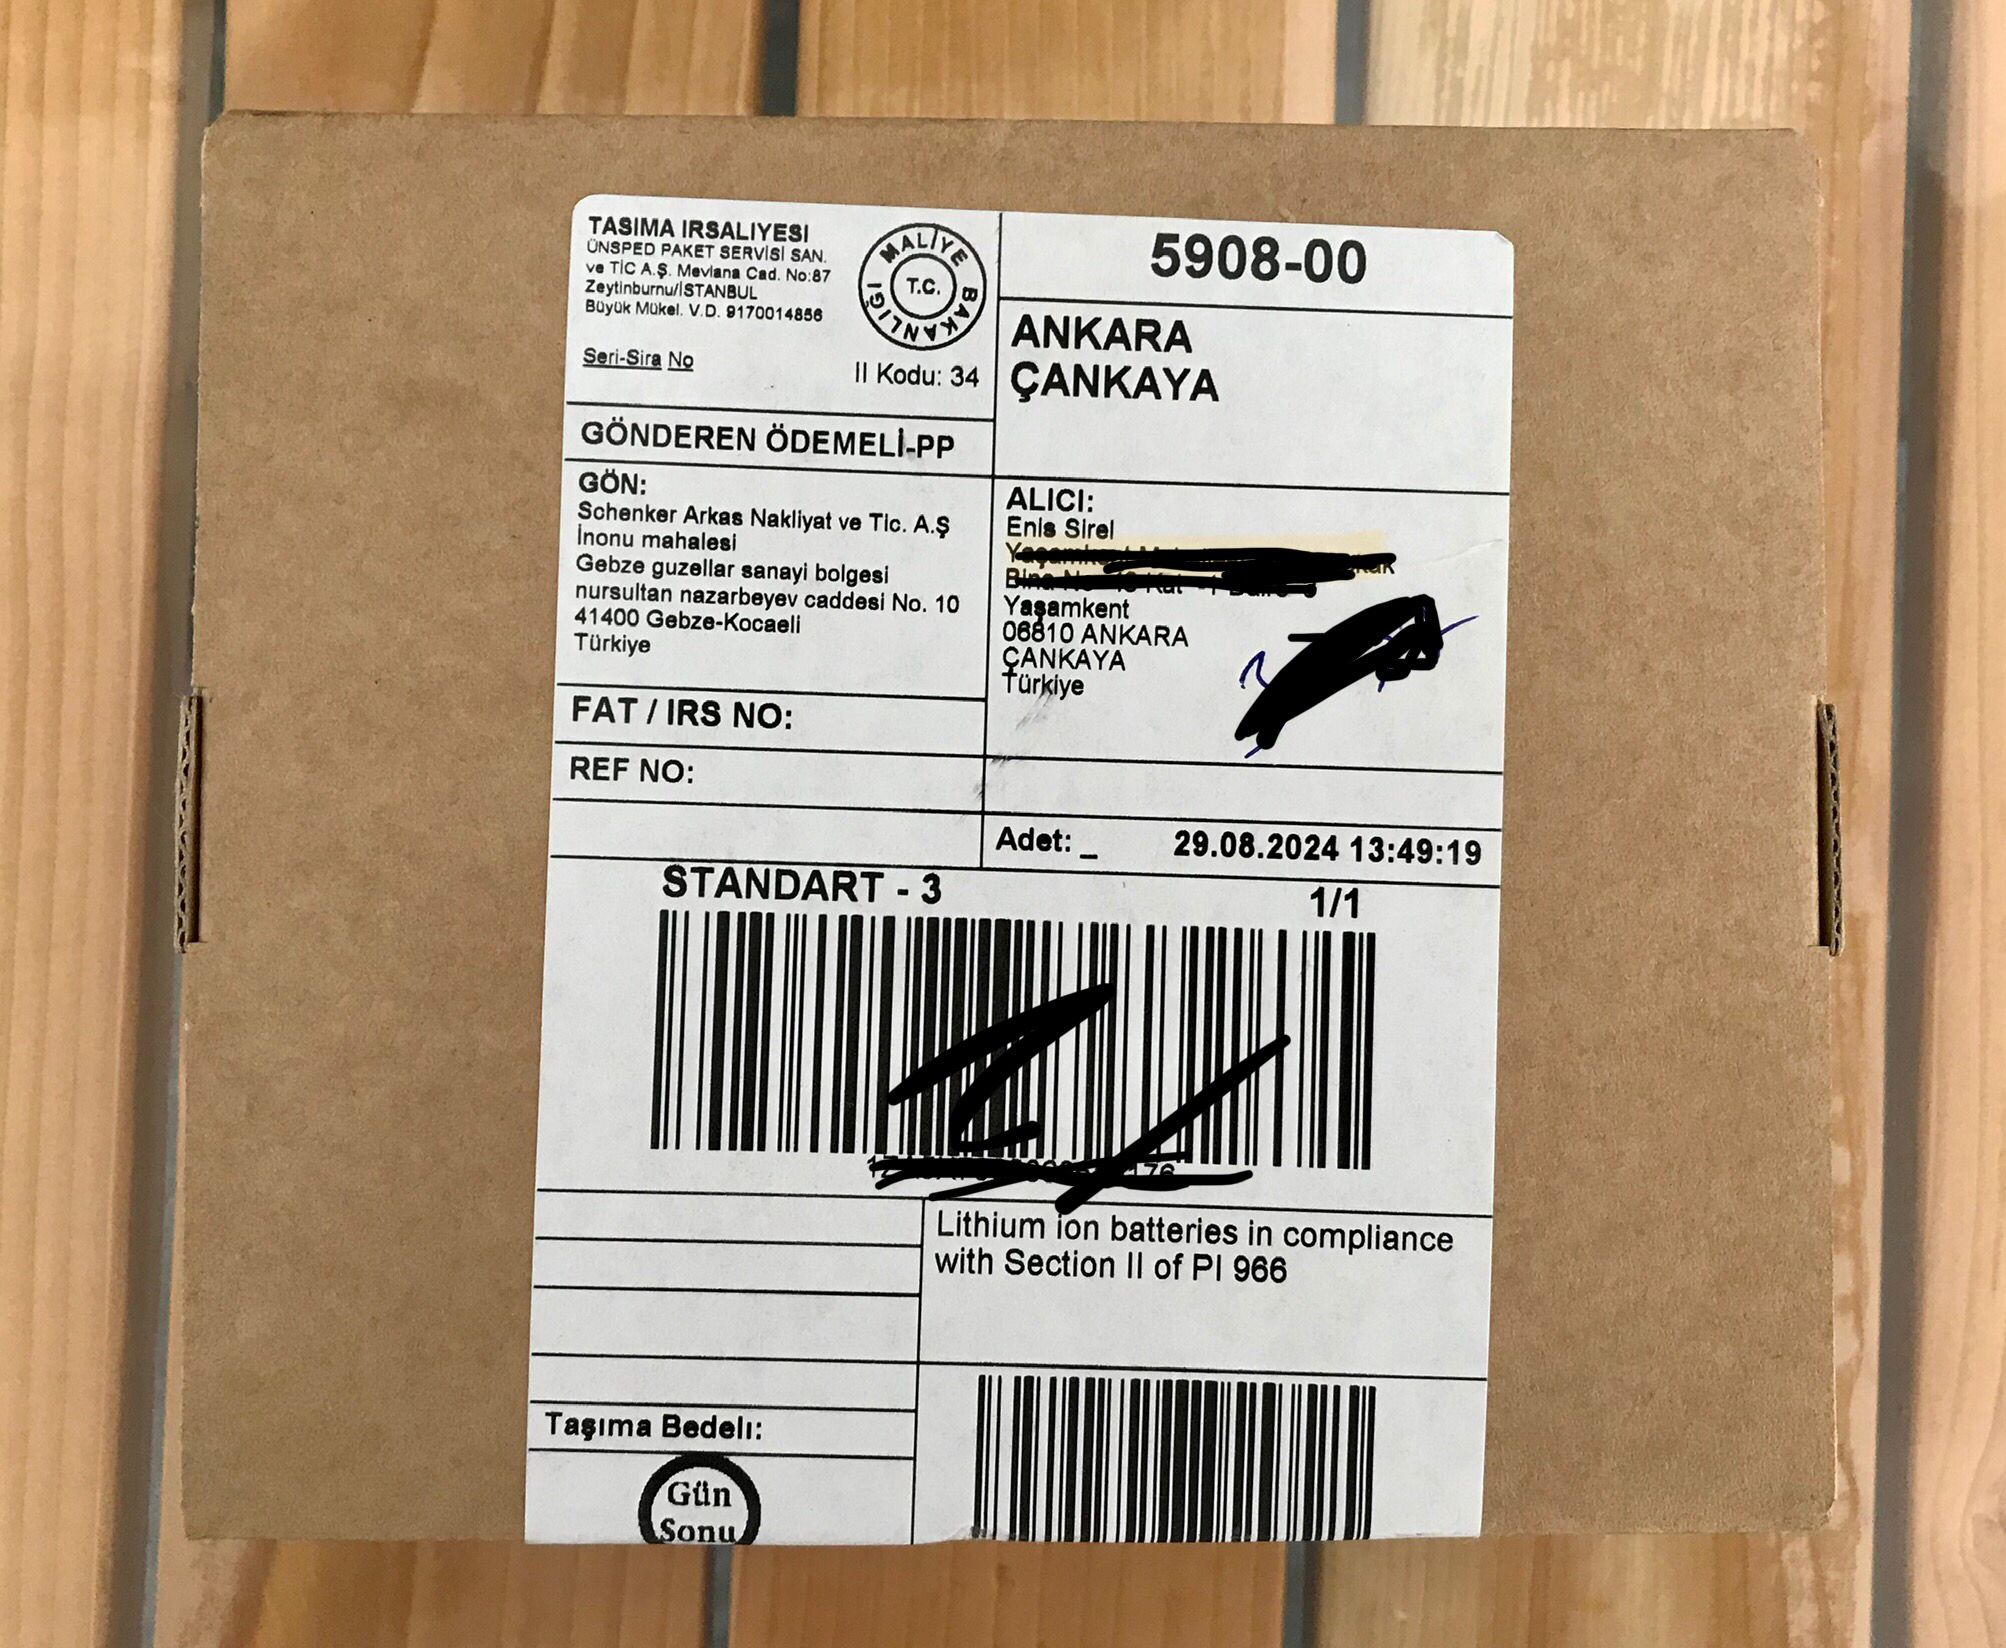 TASIMA IRSALIYESI
ÜNSPED PAKET SERVİSİ SAN.
ve TİC A.Ş. Mevlana Cad. No:87
Zeytinburnu/İSTANBUL
Büyük Mükel. V.D. 9170014856
MALİYE BAKANLIĞI
T.C.
Seri-Sira No
Il Kodu: 34
5908-00
ANKARA
ÇANKAYA
GÖNDEREN ÖDEMELİ-PP
GÖN:
Schenker Arkas Nakliyat ve Tic. A.Ş
İnonu mahalesi
Gebze guzellar sanayi bolgesi
nursultan nazarbeyev caddesi No. 10
41400 Gebze-Kocaeli
Türkiye
ALICI:
Enis Sirel
Yaşamkent
06810 ANKARA
ÇANKAYA
Türkiye
FAT / IRS NO:
REF NO:
Adet: _ 29.08.2024 13:49:19
STANDART - 3 1/1
Lithium ion batteries in compliance
with Section II of PI 966
Taşıma Bedelı:
Gün
Sonu